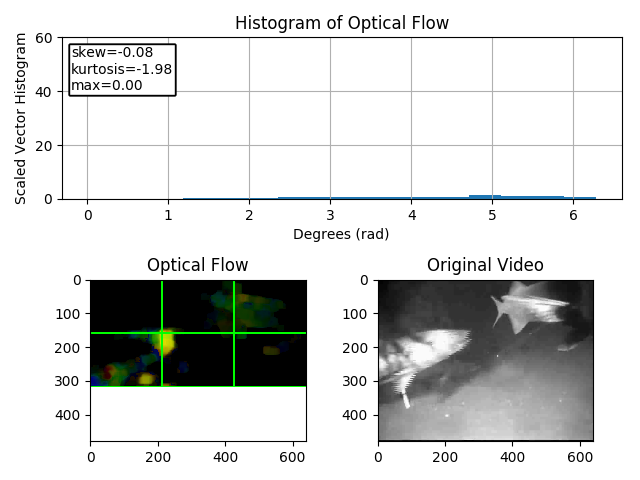 Histogram of Optical Flow
skew=-0.08
kurtosis=-1.98
max=0.00
Scaled Vector Histogram
60
40
20
0
0 1 2 3 4 5 6
Degrees (rad)
Optical Flow
0
100
200
300
400
0 200 400 600
Original Video
0
100
200
300
400
0 200 400 600